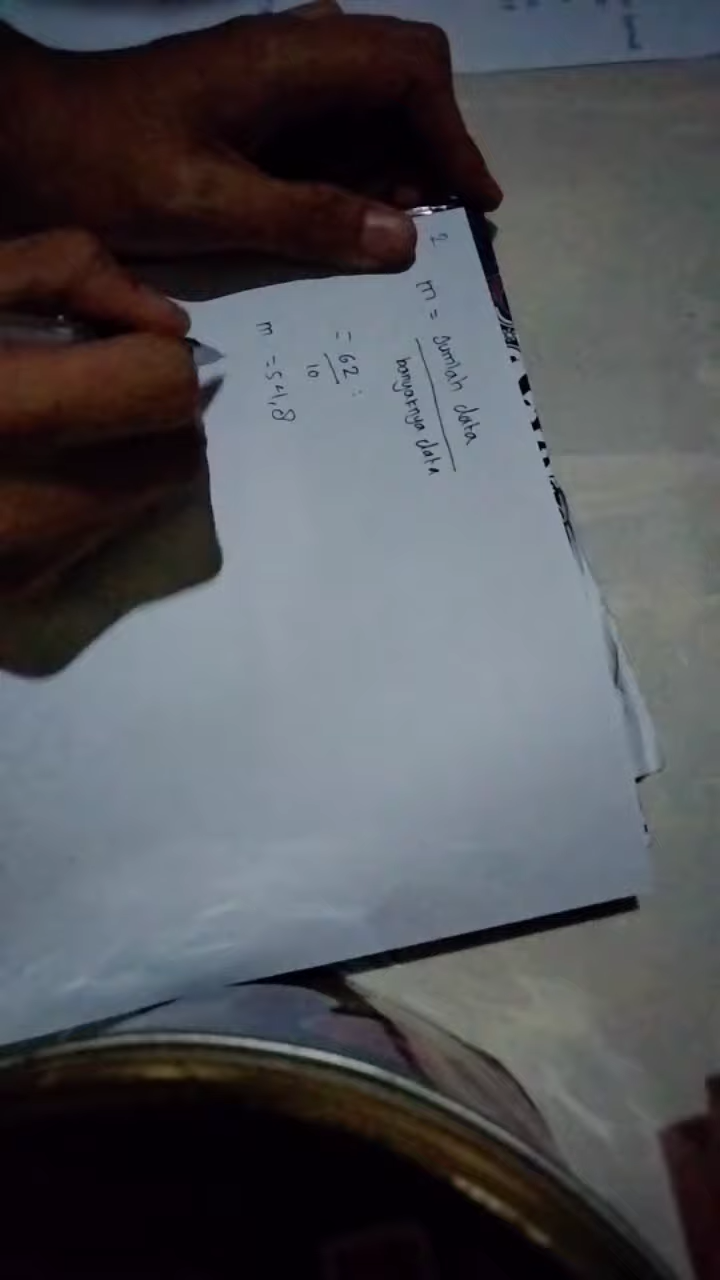 2 m = Jumlah data
banyaknya data
= 62 :
10
m = 54,8